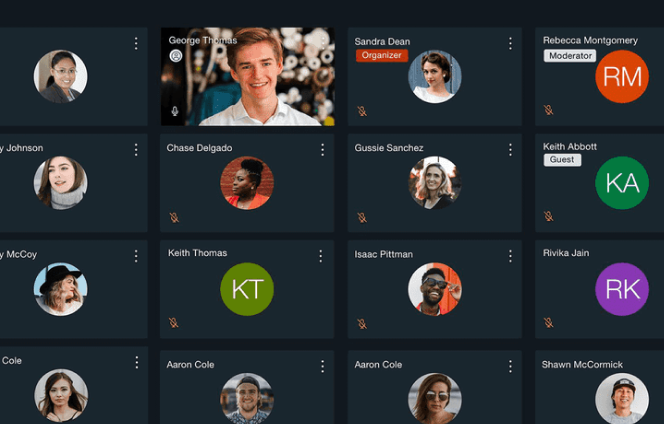 George Thomas
Sandra Dean
Organizer
Rebecca Montgomery
Moderator
RM
y Johnson
Chase Delgado
Gussie Sanchez
Keith Abbott
Guest
KA
y McCoy
Keith Thomas
KT
Isaac Pittman
Rivika Jain
RK
Cole
Aaron Cole
Aaron Cole
Shawn McCormick